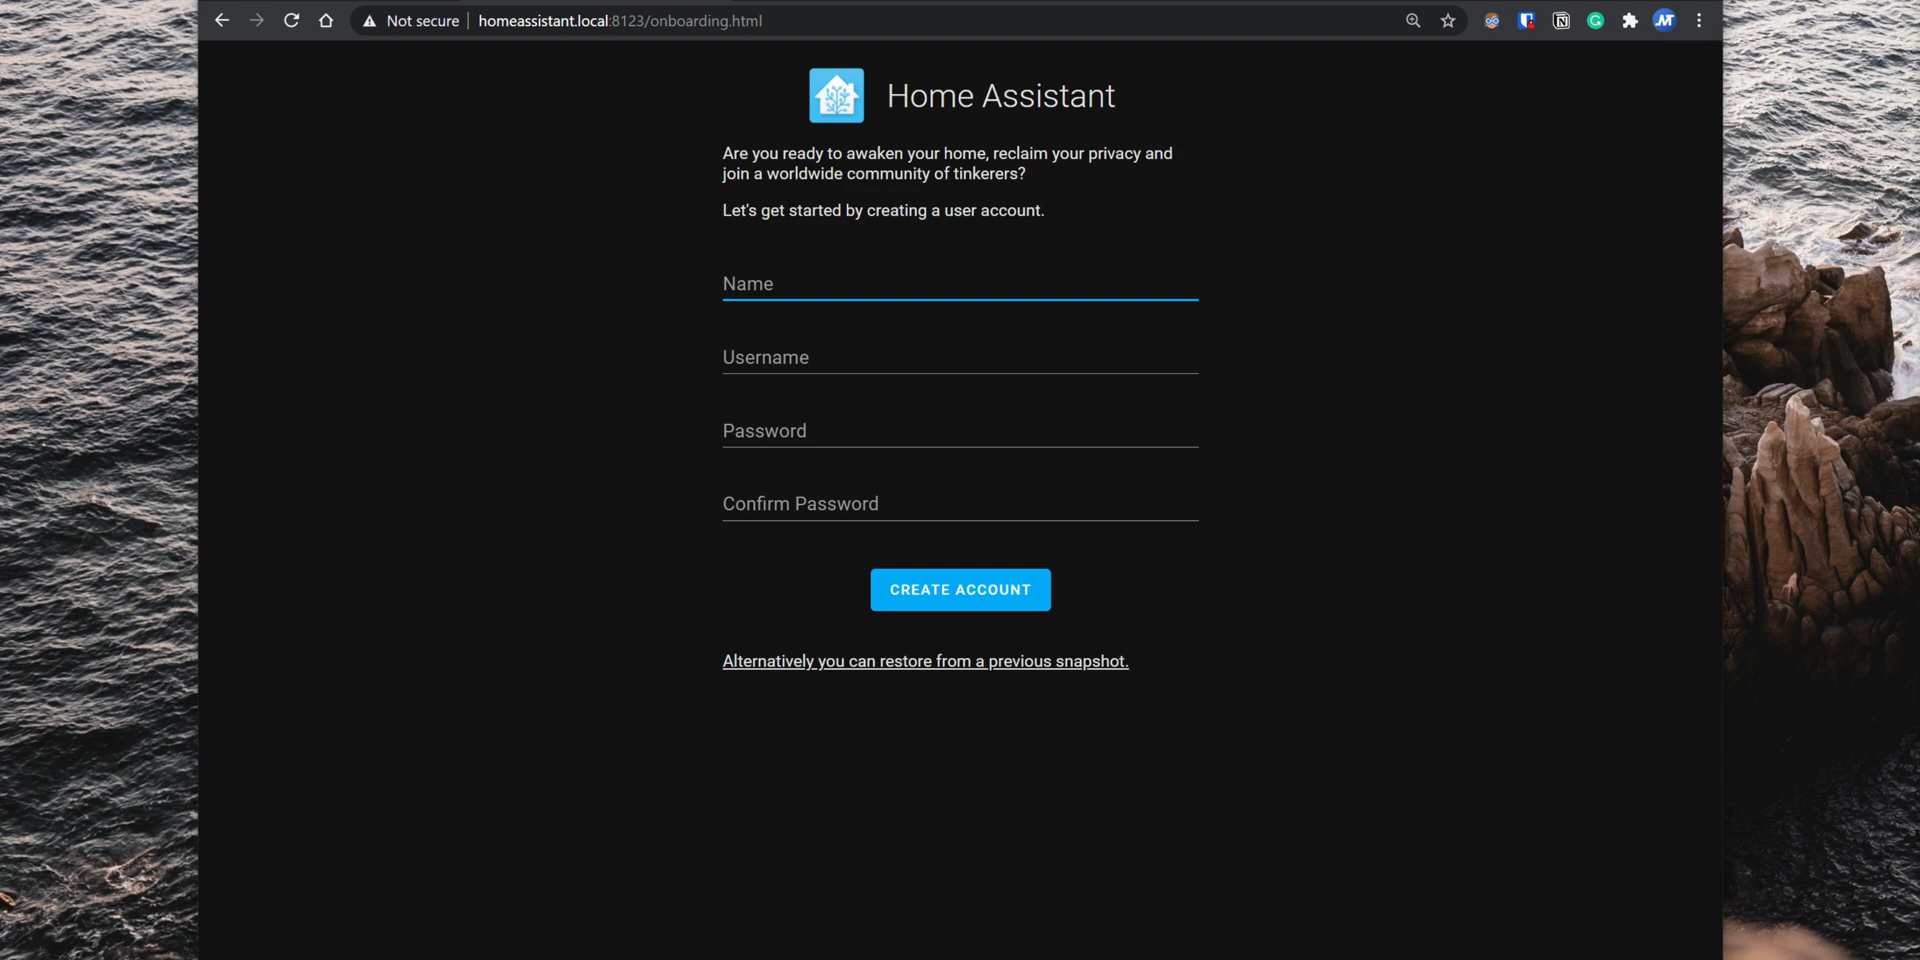 Not secure | homeassistant.local:8123/onboarding.html
Home Assistant
Are you ready to awaken your home, reclaim your privacy and
join a worldwide community of tinkerers?
Let's get started by creating a user account.
Name
Username
Password
Confirm Password
CREATE ACCOUNT
Alternatively you can restore from a previous snapshot.